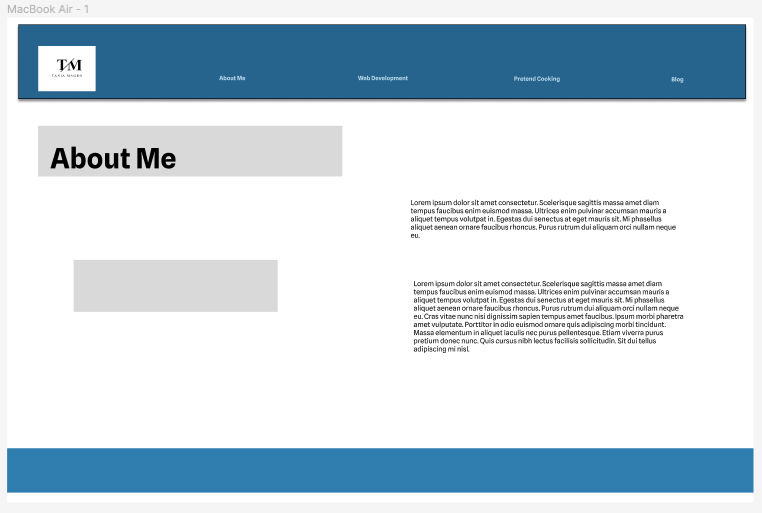 MacBook Air - 1
TM
TANIA MAGRO
About Me
Web Development
Pretend Cooking
Blog
About Me
Lorem ipsum dolor sit amet consectetur. Scelerisque sagittis massa amet diam
tempus faucibus enim euismod massa. Ultrices enim pulvinar accumsan mauris a
aliquet tempus volutpat in. Egestas dui senectus at eget mauris sit. Mi phasellus
aliquet aenean ornare faucibus rhoncus. Purus rutrum dui aliquam orci nullam neque
eu.
Lorem ipsum dolor sit amet consectetur. Scelerisque sagittis massa amet diam
tempus faucibus enim euismod massa. Ultrices enim pulvinar accumsan mauris a
aliquet tempus volutpat in. Egestas dui senectus at eget mauris sit. Mi phasellus
aliquet aenean ornare faucibus rhoncus. Purus rutrum dui aliquam orci nullam neque
eu. Cras vitae nunc nisi dignissim sapien tempus amet faucibus. Ipsum morbi pharetra
amet vulputate. Porttitor in odio euismod ornare quis adipiscing morbi tincidunt.
Massa elementum in aliquet iaculis nec purus pellentesque. Etiam viverra purus
pretium donec nunc. Quis cursus nibh lectus facilisis sollicitudin. Sit dui tellus
adipiscing mi nisl.